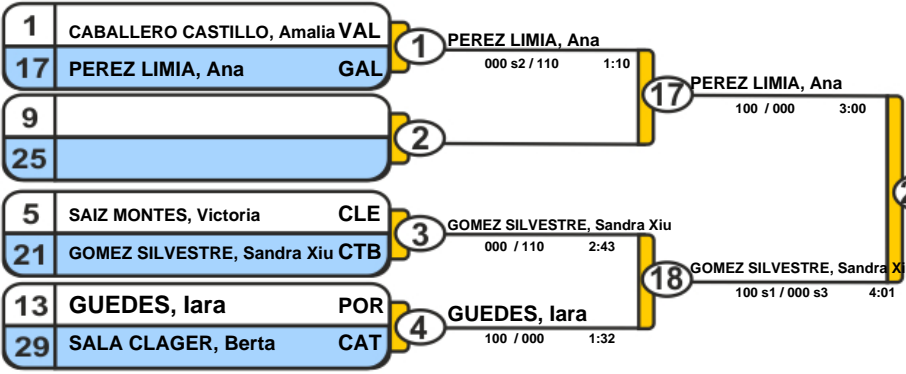 1 CABALLERO CASTILLO, Amalia VAL
17 PEREZ LIMIA, Ana GAL
1
PEREZ LIMIA, Ana
000 s2 / 110 1:10
9
25
2
17
PEREZ LIMIA, Ana
100 / 000 3:00
5 SAIZ MONTES, Victoria CLE
21 GOMEZ SILVESTRE, Sandra Xiu CTB
3
GOMEZ SILVESTRE, Sandra Xiu
000 / 110 2:43
13 GUEDES, Iara POR
29 SALA CLAGER, Berta CAT
4
GUEDES, Iara
100 / 000 1:32
18
GOMEZ SILVESTRE, Sandra Xi
100 s1 / 000 s3 4:01